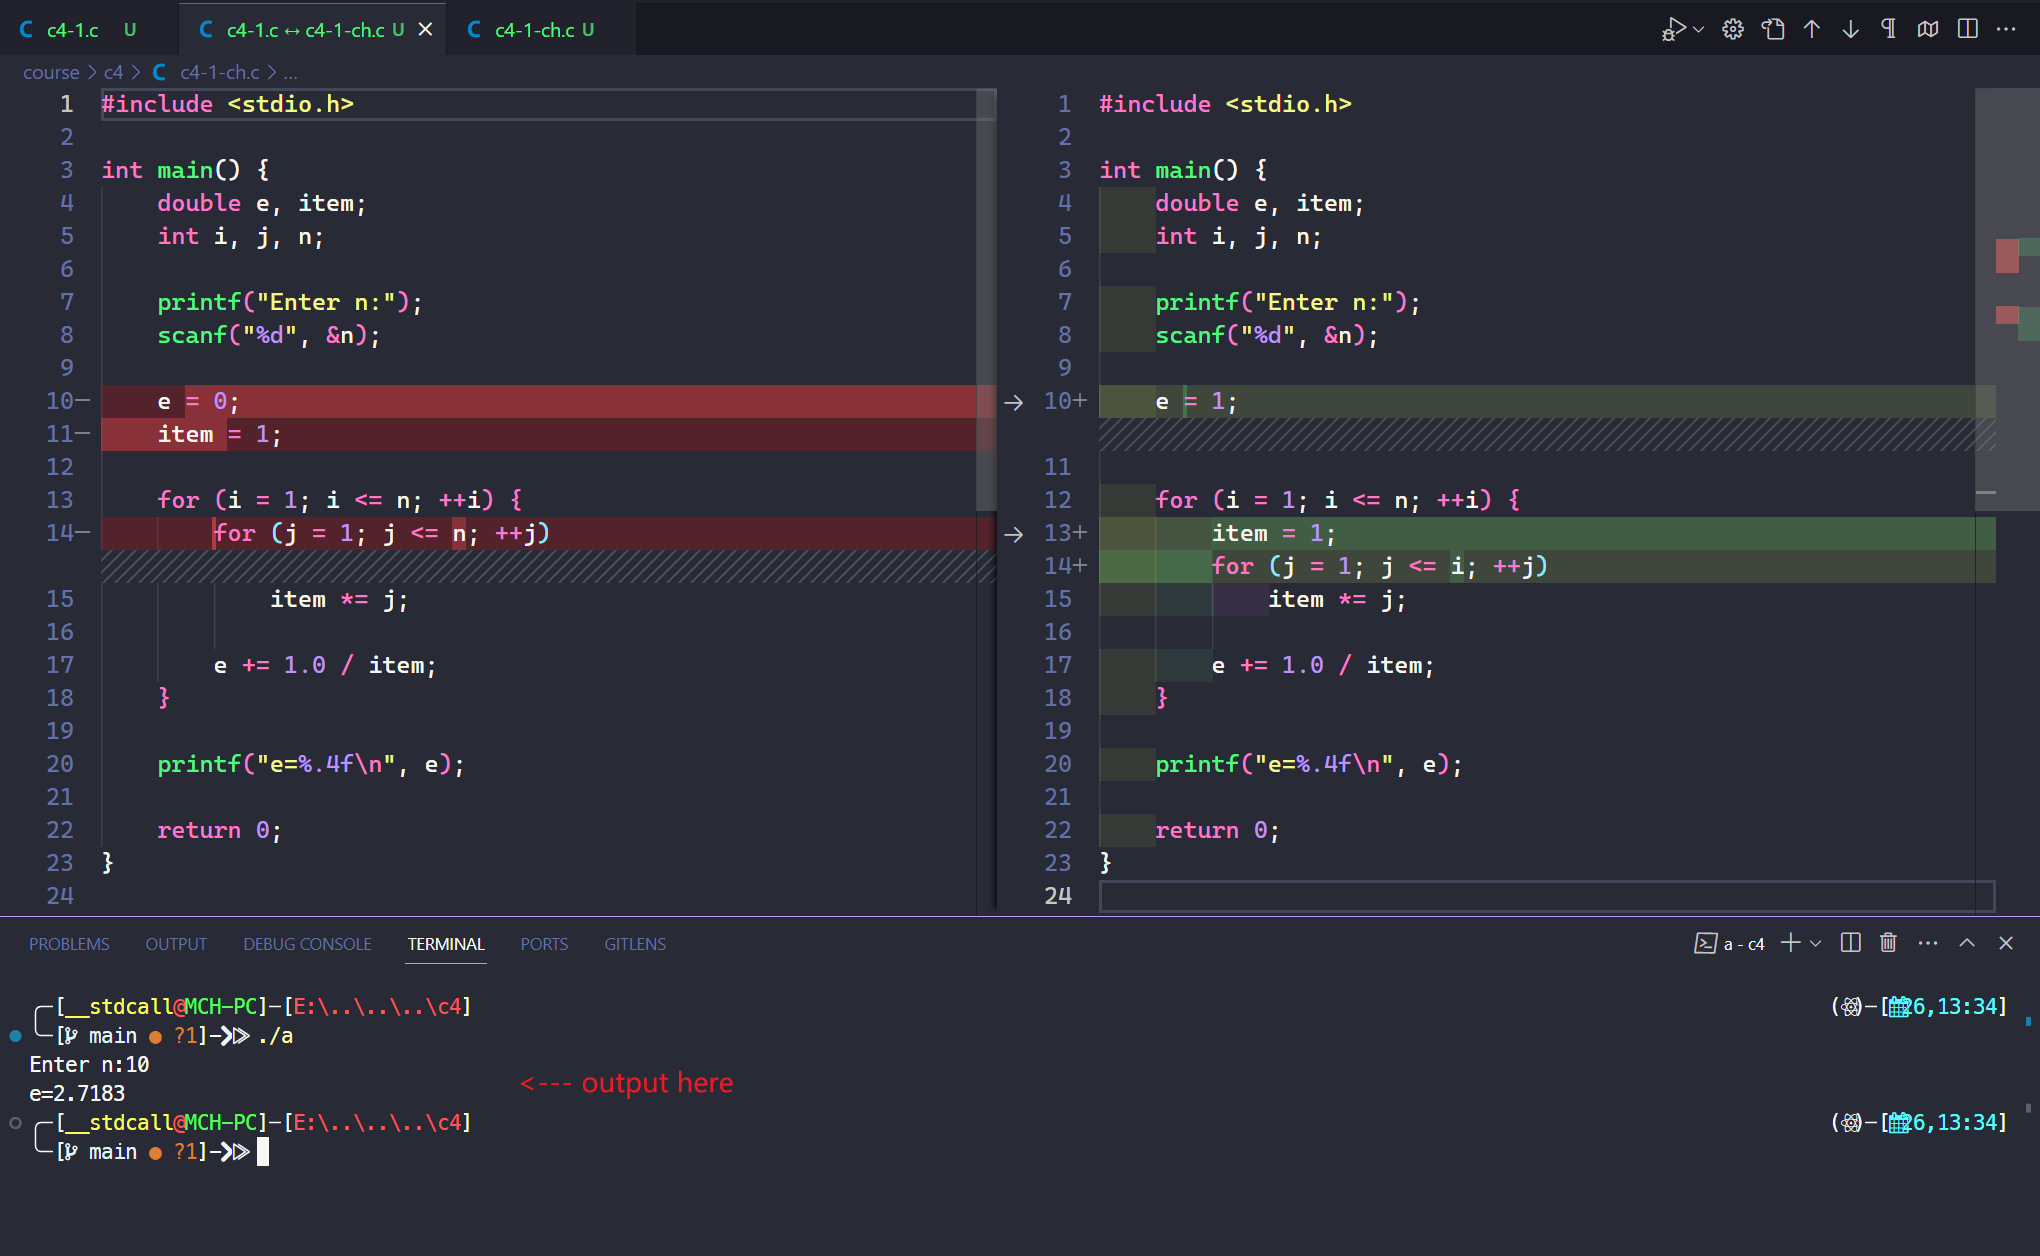 c4-1.c U
c4-1.c ↔ c4-1-ch.c U
c4-1-ch.c U
course > c4 > C c4-1-ch.c > ...
1 #include <stdio.h>
2
3 int main() {
4     double e, item;
5     int i, j, n;
6
7     printf("Enter n:");
8     scanf("%d", &n);
9
10—     e = 0;
11—     item = 1;
12
13     for (i = 1; i <= n; ++i) {
14—         for (j = 1; j <= n; ++j)
15             item *= j;
16
17         e += 1.0 / item;
18     }
19
20     printf("e=%.4f\n", e);
21
22     return 0;
23 }
24
1 #include <stdio.h>
2
3 int main() {
4     double e, item;
5     int i, j, n;
6
7     printf("Enter n:");
8     scanf("%d", &n);
9
10+     e = 1;
11
12     for (i = 1; i <= n; ++i) {
13+         item = 1;
14+         for (j = 1; j <= i; ++j)
15             item *= j;
16
17         e += 1.0 / item;
18     }
19
20     printf("e=%.4f\n", e);
21
22     return 0;
23 }
24
PROBLEMS OUTPUT DEBUG CONSOLE TERMINAL PORTS GITLENS
a - c4
[__stdcall@MCH-PC]-[E:\..\..\..\c4] 26,13:34]
[main ● ?1] ./a
Enter n:10
<--- output here
e=2.7183
[__stdcall@MCH-PC]-[E:\..\..\..\c4] 26,13:34]
[main ● ?1]